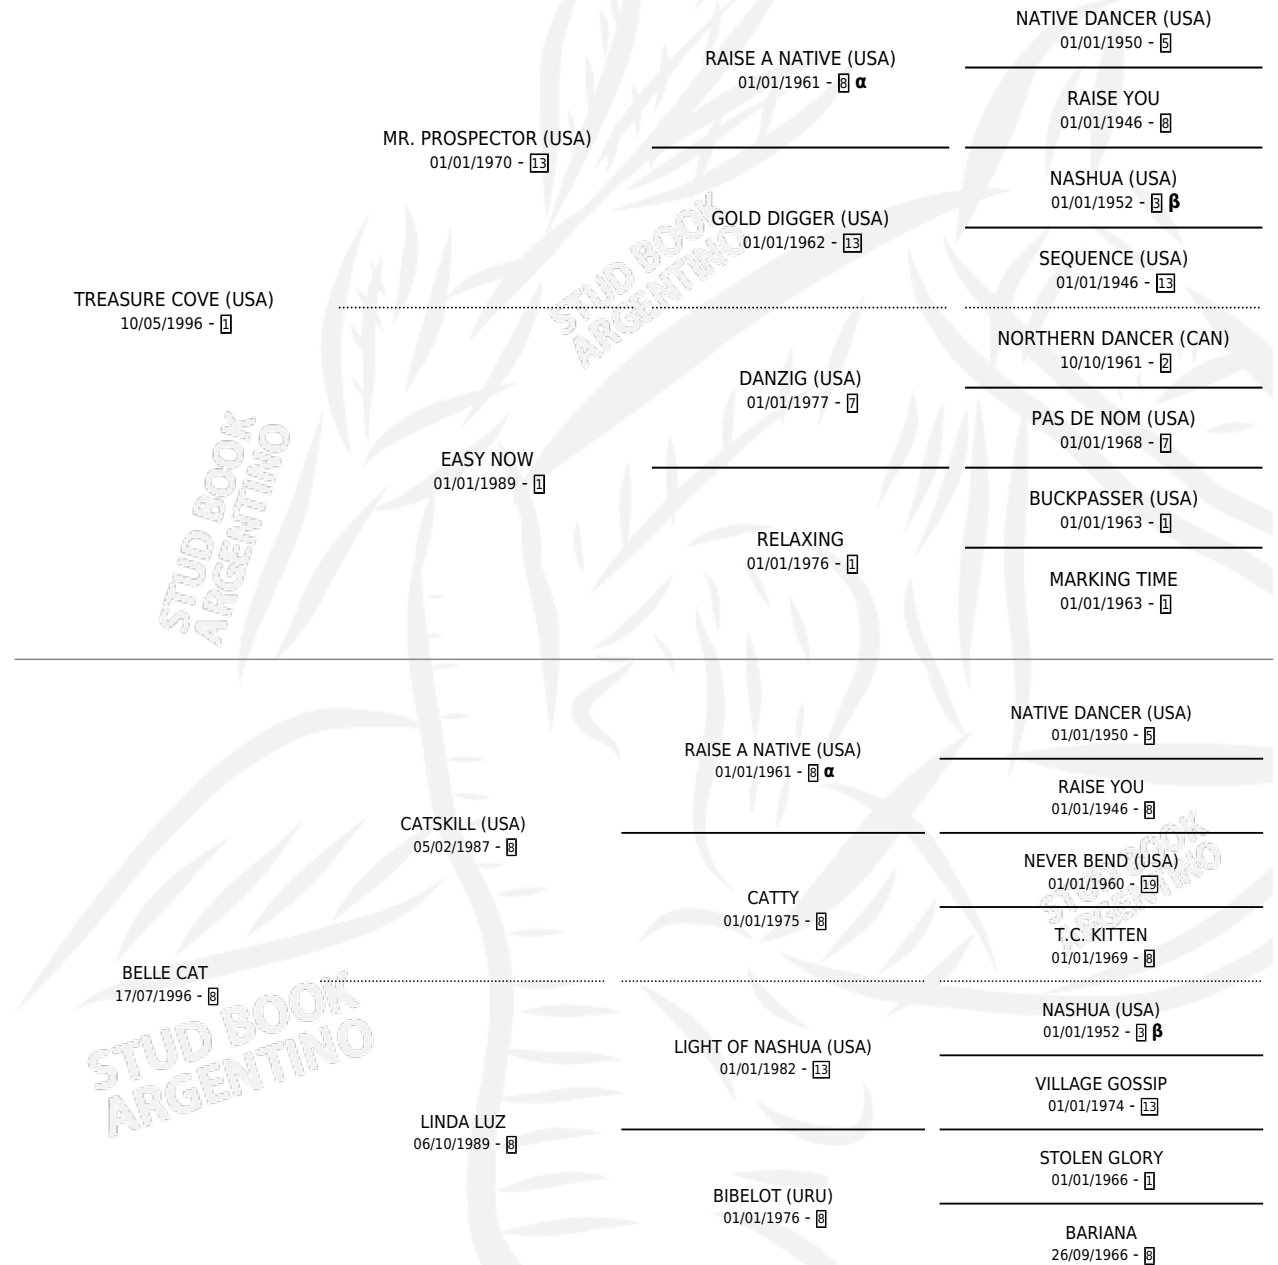 NATIVE DANCER (USA)
01/01/1950 - 5
RAISE A NATIVE (USA)
01/01/1961 - 8 α
RAISE YOU
01/01/1946 - 8
MR. PROSPECTOR (USA)
01/01/1970 - 13
NASHUA (USA)
01/01/1952 - 3 β
GOLD DIGGER (USA)
01/01/1962 - 13
SEQUENCE (USA)
01/01/1946 - 13
TREASURE COVE (USA)
10/05/1996 - 1
NORTHERN DANCER (CAN)
10/10/1961 - 2
DANZIG (USA)
01/01/1977 - 7
PAS DE NOM (USA)
01/01/1968 - 7
EASY NOW
01/01/1989 - 1
BUCKPASSER (USA)
01/01/1963 - 1
RELAXING
01/01/1976 - 1
MARKING TIME
01/01/1963 - 1
NATIVE DANCER (USA)
01/01/1950 - 5
RAISE A NATIVE (USA)
01/01/1961 - 8 α
RAISE YOU
01/01/1946 - 8
CATSKILL (USA)
05/02/1987 - 8
NEVER BEND (USA)
01/01/1960 - 19
CATTY
01/01/1975 - 8
T.C. KITTEN
01/01/1969 - 8
BELLE CAT
17/07/1996 - 8
NASHUA (USA)
01/01/1952 - 3 β
LIGHT OF NASHUA (USA)
01/01/1982 - 13
VILLAGE GOSSIP
01/01/1974 - 13
LINDA LUZ
06/10/1989 - 8
STOLEN GLORY
01/01/1966 - 1
BIBELOT (URU)
01/01/1976 - 8
BARIANA
26/09/1966 - 8
STUD BOOK
ARGENTINO
STUD BOOK
ARGENTINO
STUD BOOK
ARGENTINO
STUD BOOK
ARGENTINO